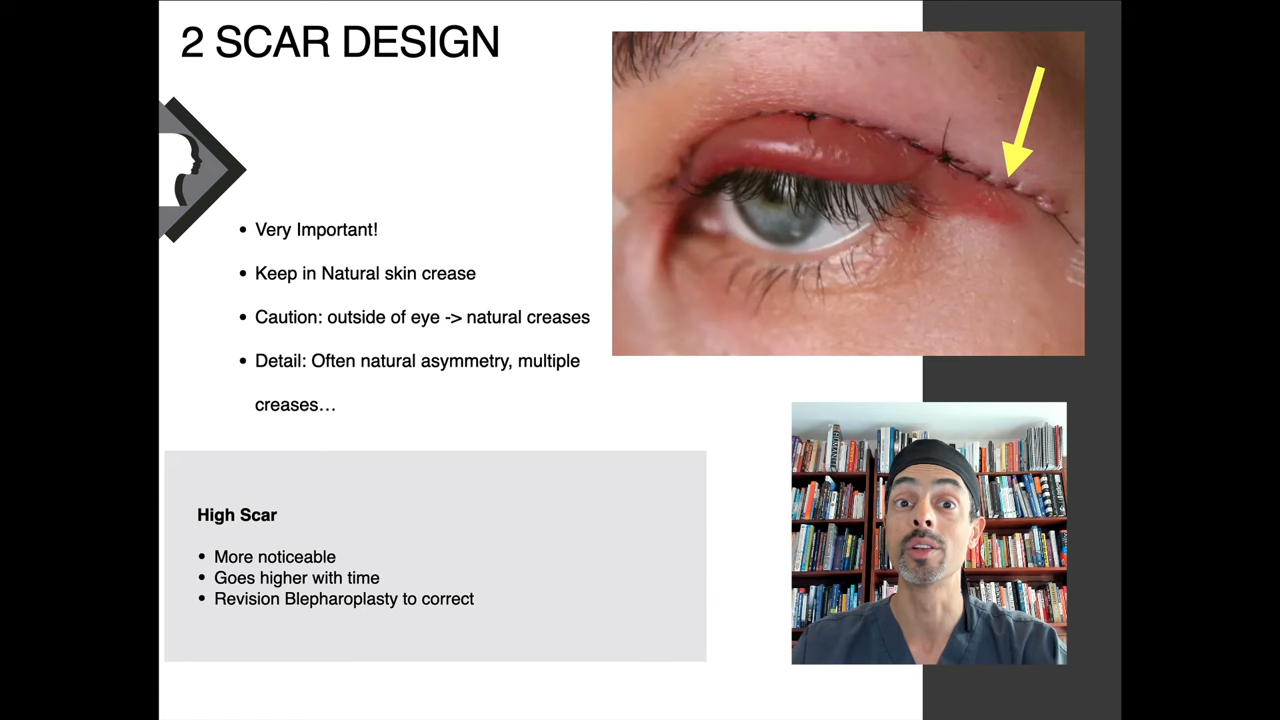 2 SCAR DESIGN
• Very Important!
• Keep in Natural skin crease
• Caution: outside of eye -> natural creases
• Detail: Often natural asymmetry, multiple
creases…
High Scar
• More noticeable
• Goes higher with time
• Revision Blepharoplasty to correct